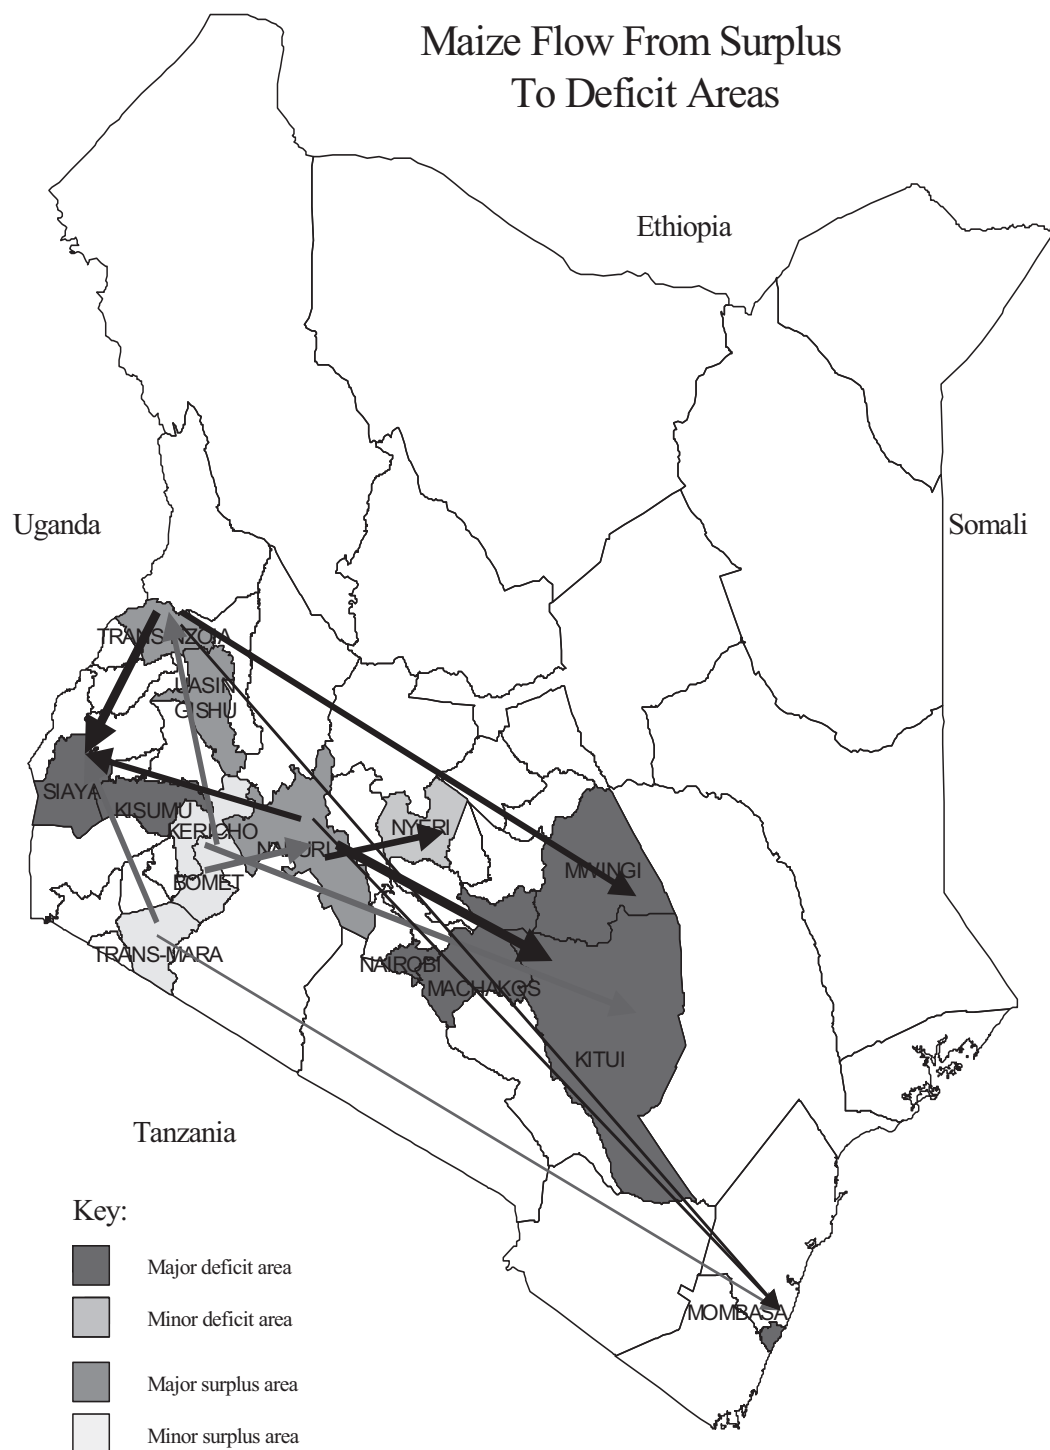 Maize Flow From Surplus
To Deficit Areas
Ethiopia
Uganda
Somali
TRANS-NZOIA
UASIN
GISHU
SIAYA
KISUMU
KERICHO
NAKURU
NYERI
BOMET
MWINGI
TRANS-MARA
NAIROBI
MACHAKOS
KITUI
Tanzania
MOMBASA
Key:
Major deficit area
Minor deficit area
Major surplus area
Minor surplus area